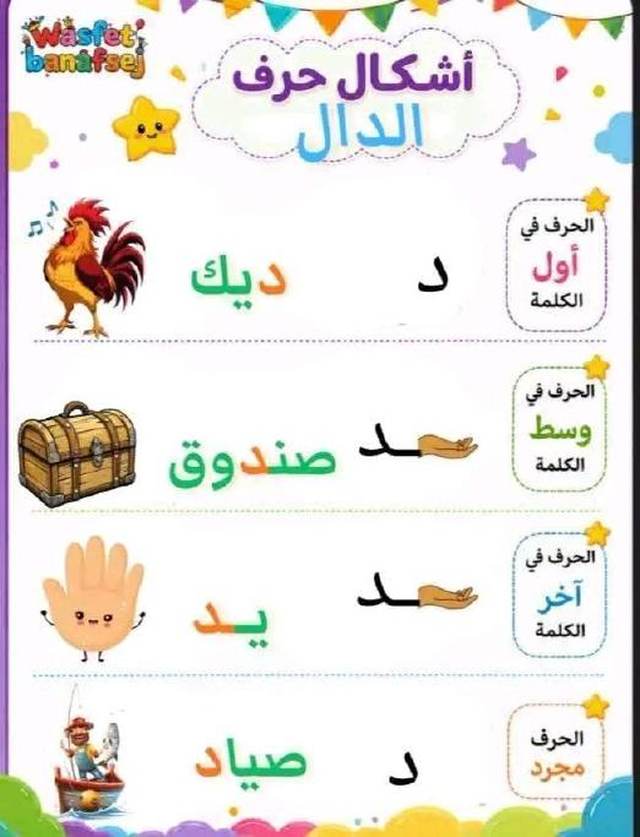 Wasfet
banafsej
أشكال حرف
الدال
الحرف في
أول
الكلمة
د
ديك
الحرف في
وسط
الكلمة
ـد
صندوق
الحرف في
آخر
الكلمة
ـد
يـد
الحرف
مجرد
د
صياد